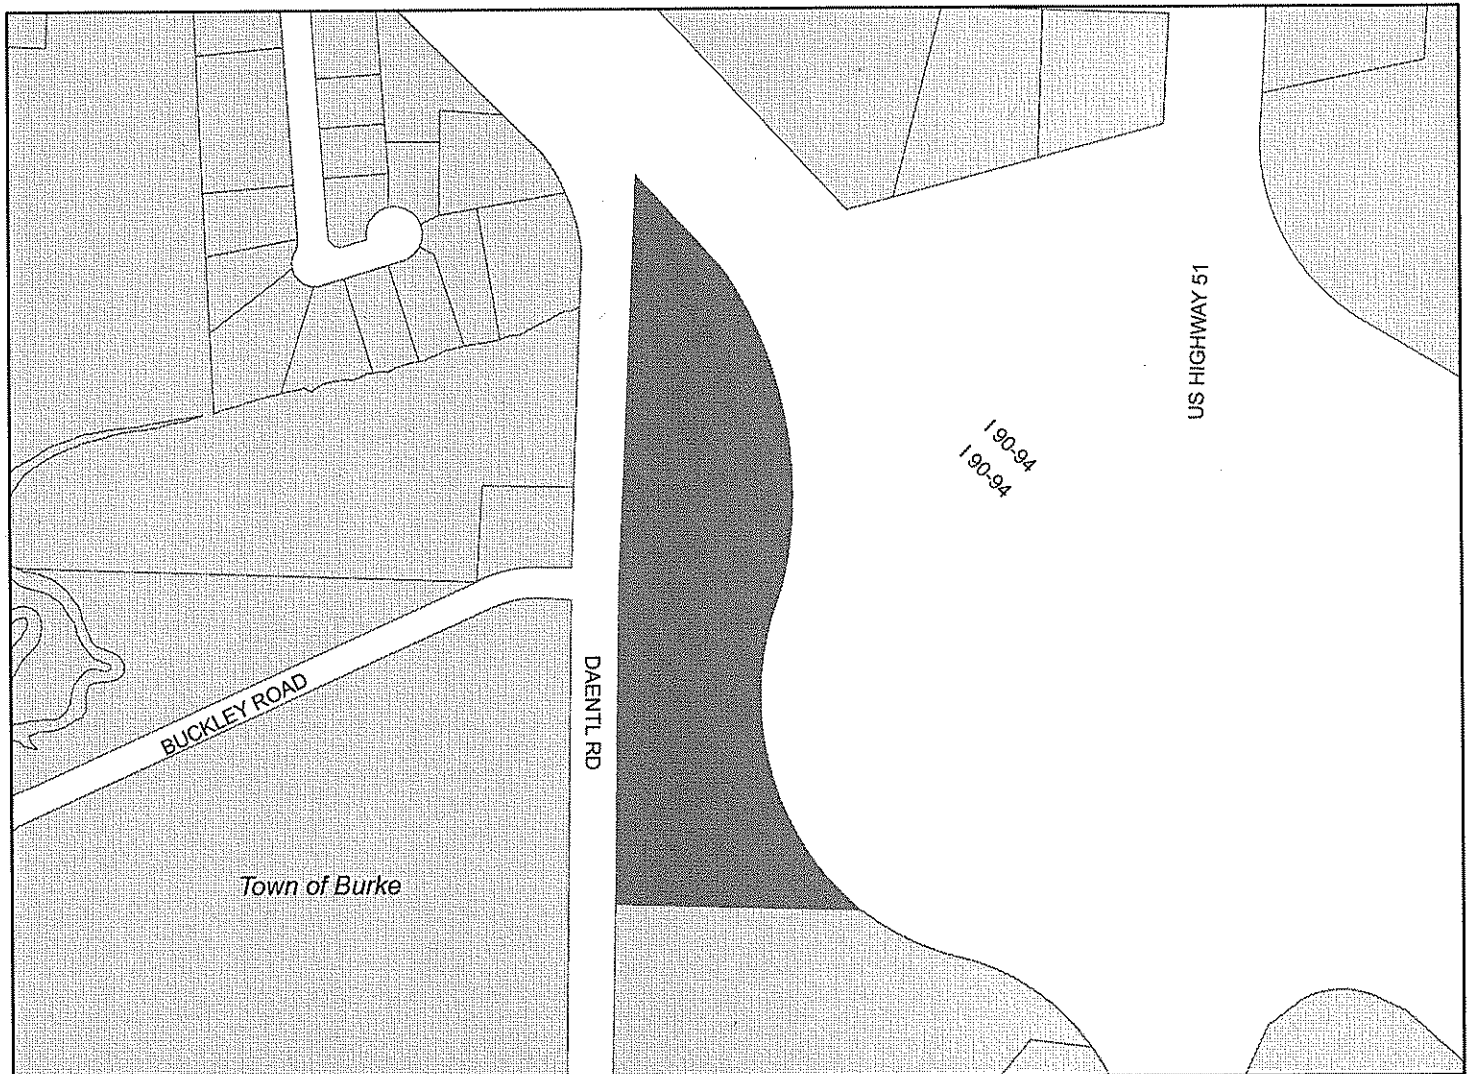 US HIGHWAY 51
I 90-94
I 90-94
BUCKLEY ROAD
DAENTL RD
Town of Burke